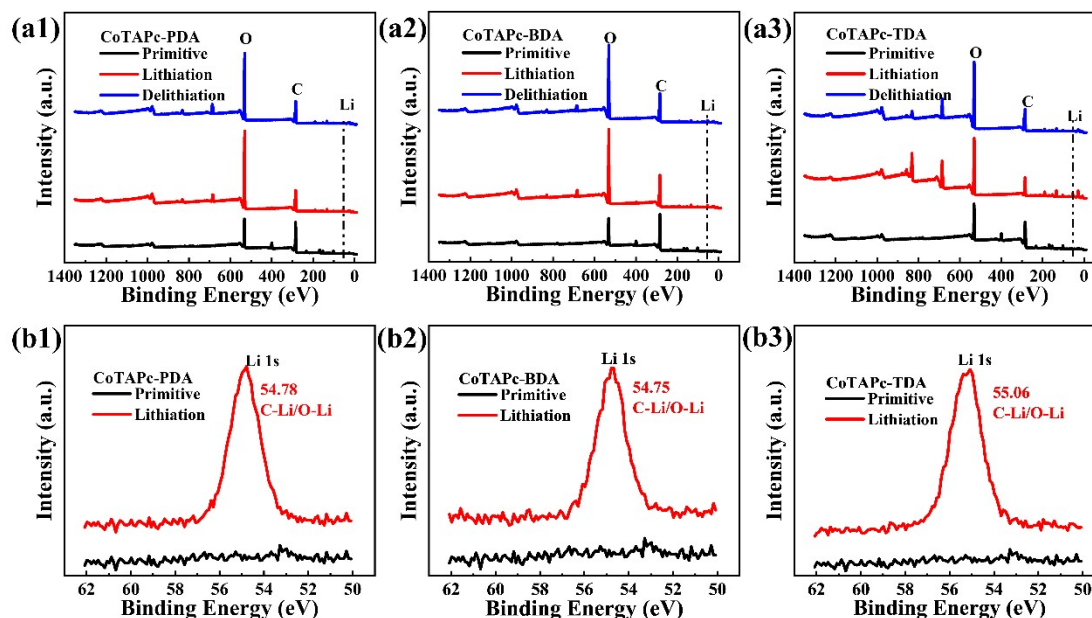 (a1)
CoTAPc-PDA
Primitive
Lithiation
Delithiation
O
C
Li
Intensity (a.u.)
1400 1200 1000 800 600 400 200 0
Binding Energy (eV)
(a2)
CoTAPc-BDA
Primitive
Lithiation
Delithiation
O
C
Li
Intensity (a.u.)
1400 1200 1000 800 600 400 200 0
Binding Energy (eV)
(a3)
CoTAPc-TDA
Primitive
Lithiation
Delithiation
O
C
Li
Intensity (a.u.)
1400 1200 1000 800 600 400 200 0
Binding Energy (eV)
(b1)
Li 1s
CoTAPc-PDA
Primitive
Lithiation
54.78
C-Li/O-Li
Intensity (a.u.)
62 60 58 56 54 52 50
Binding Energy (eV)
(b2)
Li 1s
CoTAPc-BDA
Primitive
Lithiation
54.75
C-Li/O-Li
Intensity (a.u.)
62 60 58 56 54 52 50
Binding Energy (eV)
(b3)
Li 1s
CoTAPc-TDA
Primitive
Lithiation
55.06
C-Li/O-Li
Intensity (a.u.)
62 60 58 56 54 52 50
Binding Energy (eV)